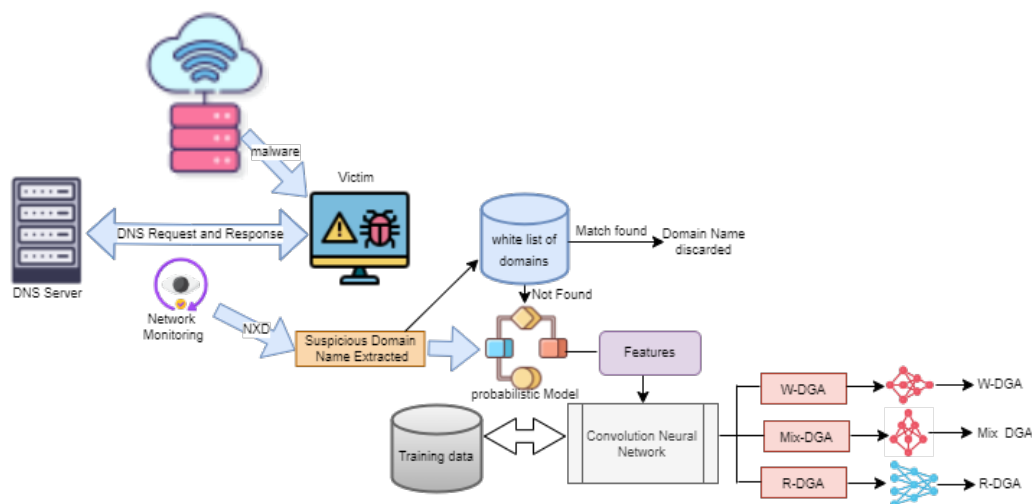 malware
Victim
DNS Request and Response
DNS Server
white list of
domains
Match found
Domain Name
discarded
Not Found
Network
Monitoring
NXD
Suspicious Domain
Name Extracted
probabilistic Model
Features
Training data
Convolution Neural
Network
W-DGA
W-DGA
Mix-DGA
Mix DGA
R-DGA
R-DGA